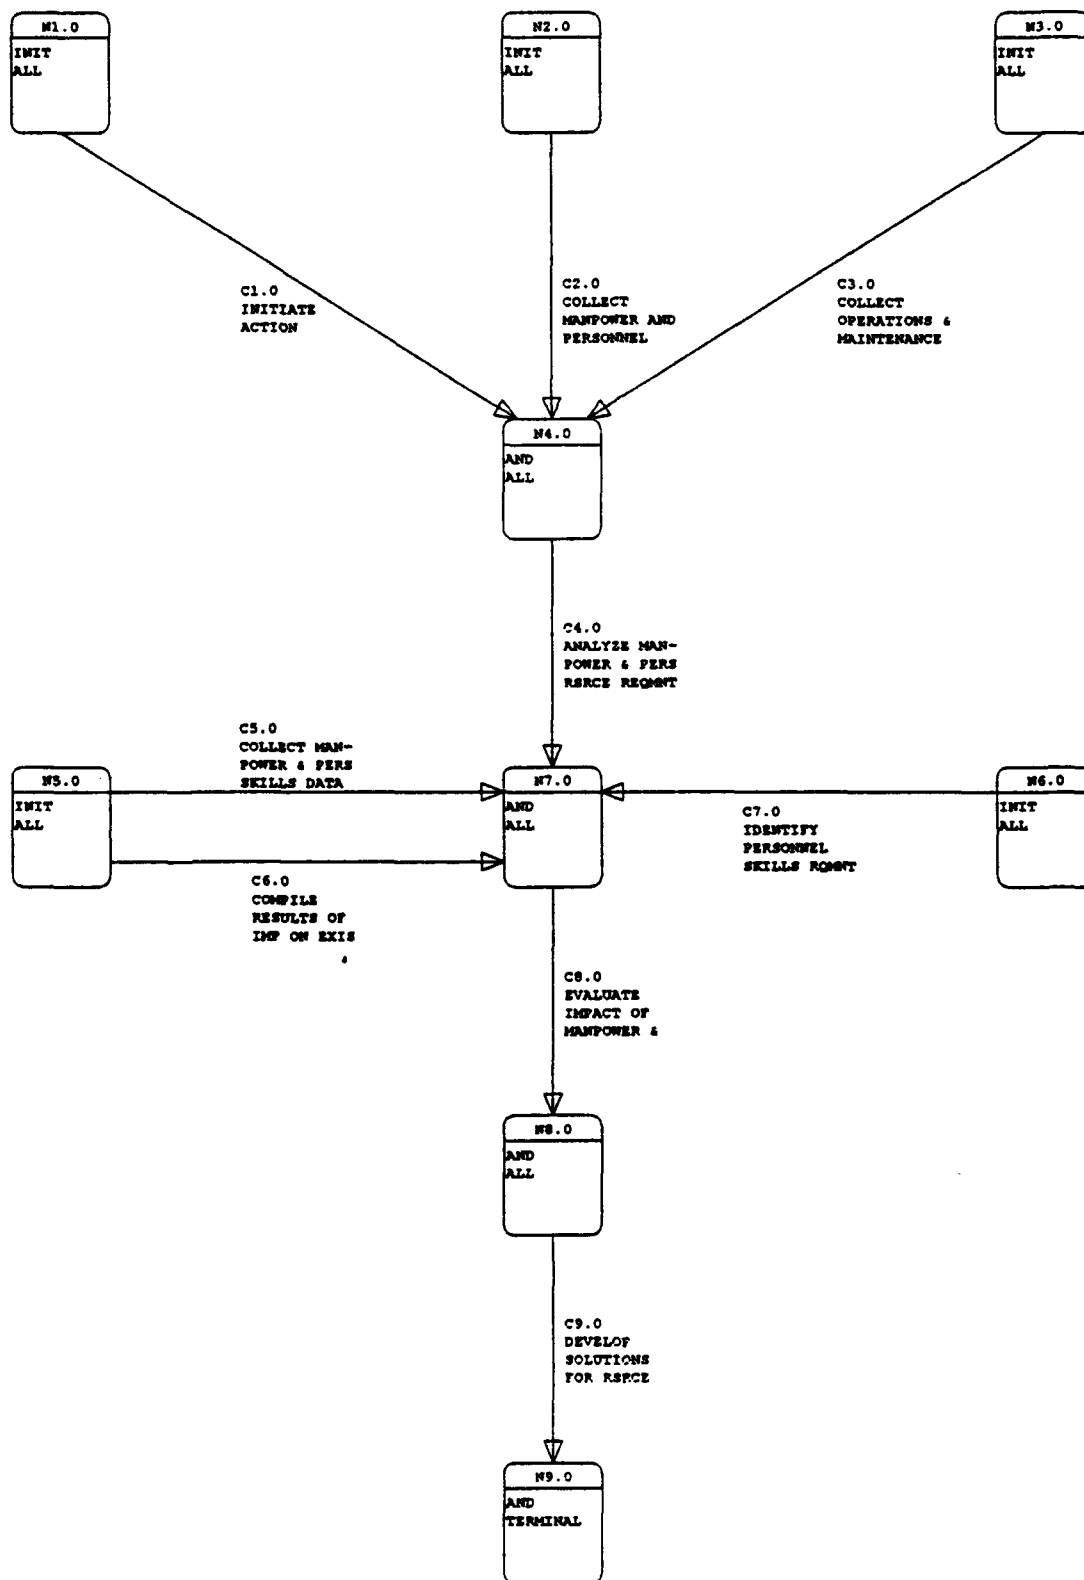 N1.0
INIT
ALL
N2.0
INIT
ALL
N3.0
INIT
ALL
C1.0
INITIATE
ACTION
C2.0
COLLECT
MANPOWER AND
PERSONNEL
C3.0
COLLECT
OPERATIONS &
MAINTENANCE
N4.0
AND
ALL
C4.0
ANALYZE MAN-
POWER & PERS
RSRCE REQMNT
C5.0
COLLECT MAN-
POWER & PERS
SKILLS DATA
N5.0
INIT
ALL
N7.0
AND
ALL
N6.0
INIT
ALL
C7.0
IDENTIFY
PERSONNEL
SKILLS RQMNT
C6.0
COMPILE
RESULTS OF
IMP ON EXIS
C8.0
EVALUATE
IMPACT OF
MANPOWER &
N8.0
AND
ALL
C9.0
DEVELOP
SOLUTIONS
FOR RSRCE
N9.0
AND
TERMINAL